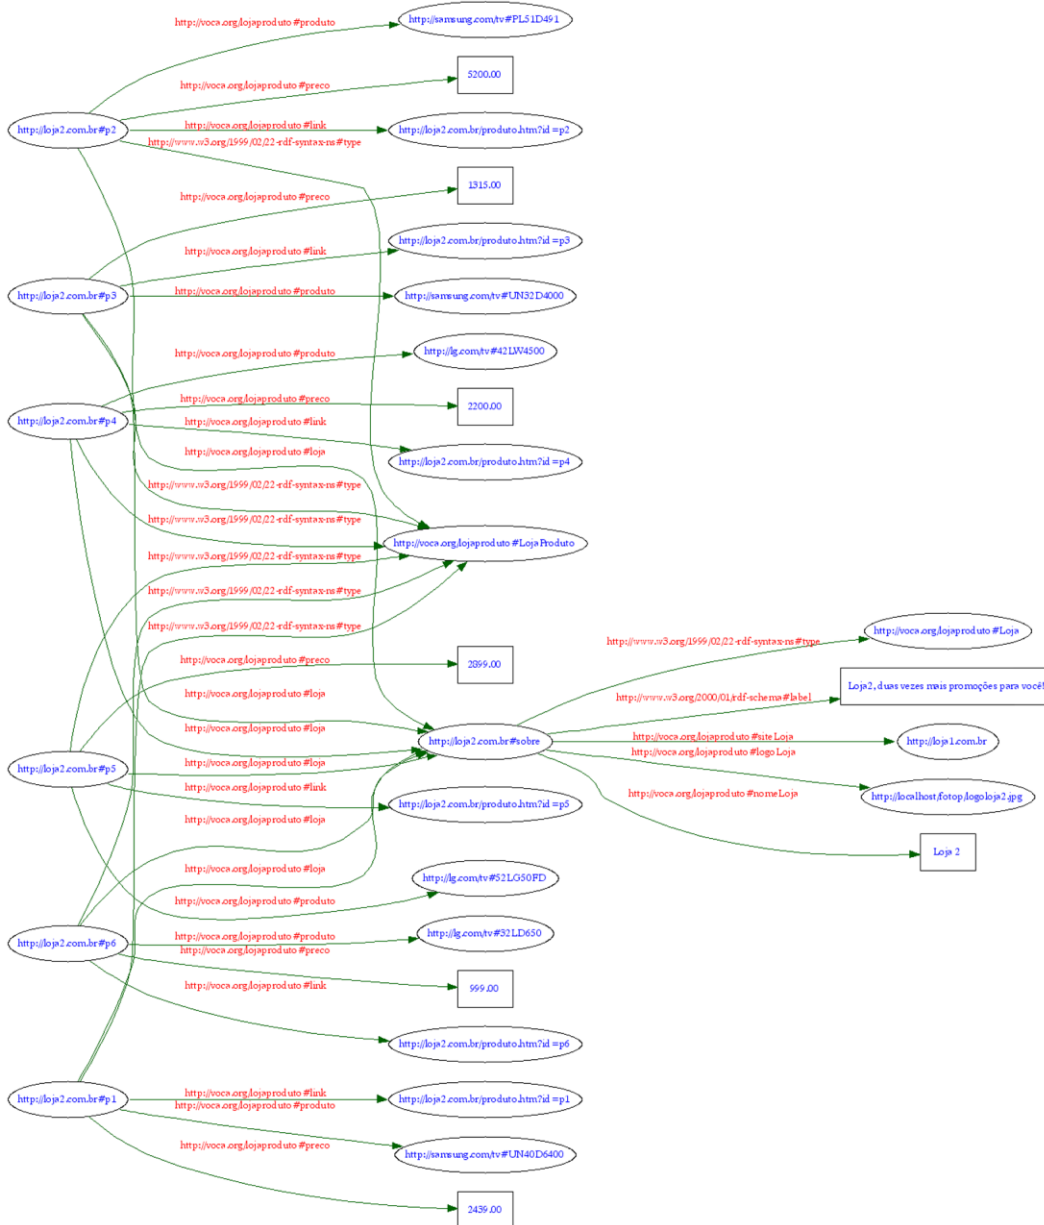 http://samsung.com/tv#PL51D491
http://voca.org/lojaproduto#produto
5200.00
http://voca.org/lojaproduto#preco
http://loja2.com.br#p2
http://voca.org/lojaproduto#link
http://loja2.com.br/produto.htm?id=p2
http://www.w3.org/1999/02/22-rdf-syntax-ns#type
1315.00
http://voca.org/lojaproduto#preco
http://loja2.com.br/produto.htm?id=p3
http://voca.org/lojaproduto#link
http://loja2.com.br#p3
http://voca.org/lojaproduto#produto
http://samsung.com/tv#UN32D4000
http://voca.org/lojaproduto#produto
http://lg.com/tv#42LW4500
http://voca.org/lojaproduto#preco
2200.00
http://loja2.com.br#p4
http://voca.org/lojaproduto#link
http://voca.org/lojaproduto#loja
http://loja2.com.br/produto.htm?id=p4
http://www.w3.org/1999/02/22-rdf-syntax-ns#type
http://www.w3.org/1999/02/22-rdf-syntax-ns#type
http://voca.org/lojaproduto#LojaProduto
http://www.w3.org/1999/02/22-rdf-syntax-ns#type
http://www.w3.org/1999/02/22-rdf-syntax-ns#type
http://www.w3.org/1999/02/22-rdf-syntax-ns#type
http://voca.org/lojaproduto#Loja
http://www.w3.org/1999/02/22-rdf-syntax-ns#type
http://voca.org/lojaproduto#preco
2899.00
http://voca.org/lojaproduto#loja
http://www.w3.org/2000/01/rdf-schema#label
Loja2, duas vezes mais promoções para você!
http://voca.org/lojaproduto#loja
http://loja2.com.br#sobre
http://voca.org/lojaproduto#siteLoja
http://loja1.com.br
http://voca.org/lojaproduto#logoLoja
http://loja2.com.br#p5
http://voca.org/lojaproduto#loja
http://voca.org/lojaproduto#link
http://voca.org/lojaproduto#nomeLoja
http://localhost/fotop/logoloja2.jpg
http://loja2.com.br/produto.htm?id=p5
http://voca.org/lojaproduto#loja
Loja 2
http://voca.org/lojaproduto#loja
http://lg.com/tv#52LG50FD
http://voca.org/lojaproduto#produto
http://loja2.com.br#p6
http://voca.org/lojaproduto#produto
http://lg.com/tv#32LD650
http://voca.org/lojaproduto#preco
999.00
http://voca.org/lojaproduto#link
http://loja2.com.br/produto.htm?id=p6
http://loja2.com.br#p1
http://voca.org/lojaproduto#link
http://loja2.com.br/produto.htm?id=p1
http://voca.org/lojaproduto#produto
http://voca.org/lojaproduto#preco
http://samsung.com/tv#UN40D6400
2439.00